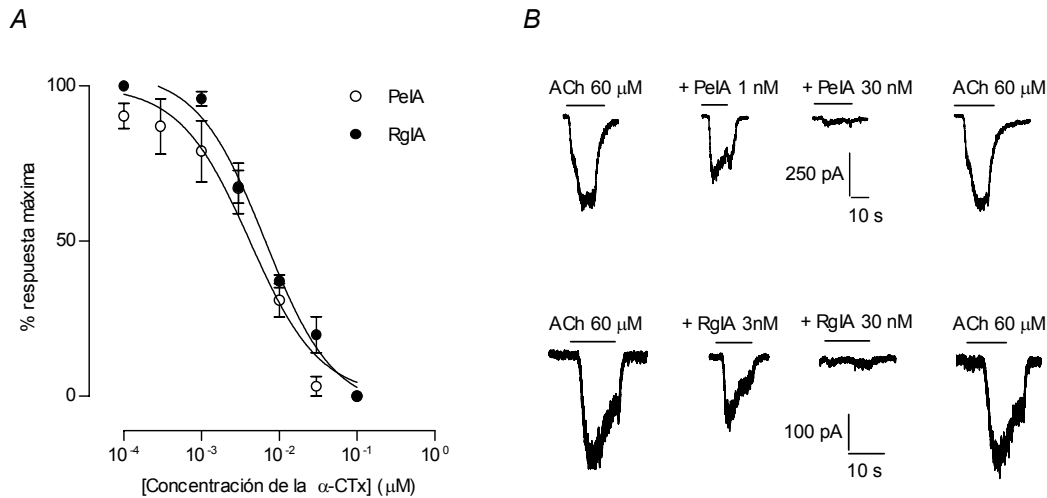 A
B
100
50
0
% respuesta máxima
PeIA
RgIA
10⁻⁴ 10⁻³ 10⁻² 10⁻¹ 10⁰
[Concentración de la α-CTx] (μM)
ACh 60 μM + PeIA 1 nM + PeIA 30 nM ACh 60 μM
250 pA
10 s
ACh 60 μM + RgIA 3nM + RgIA 30 nM ACh 60 μM
100 pA
10 s